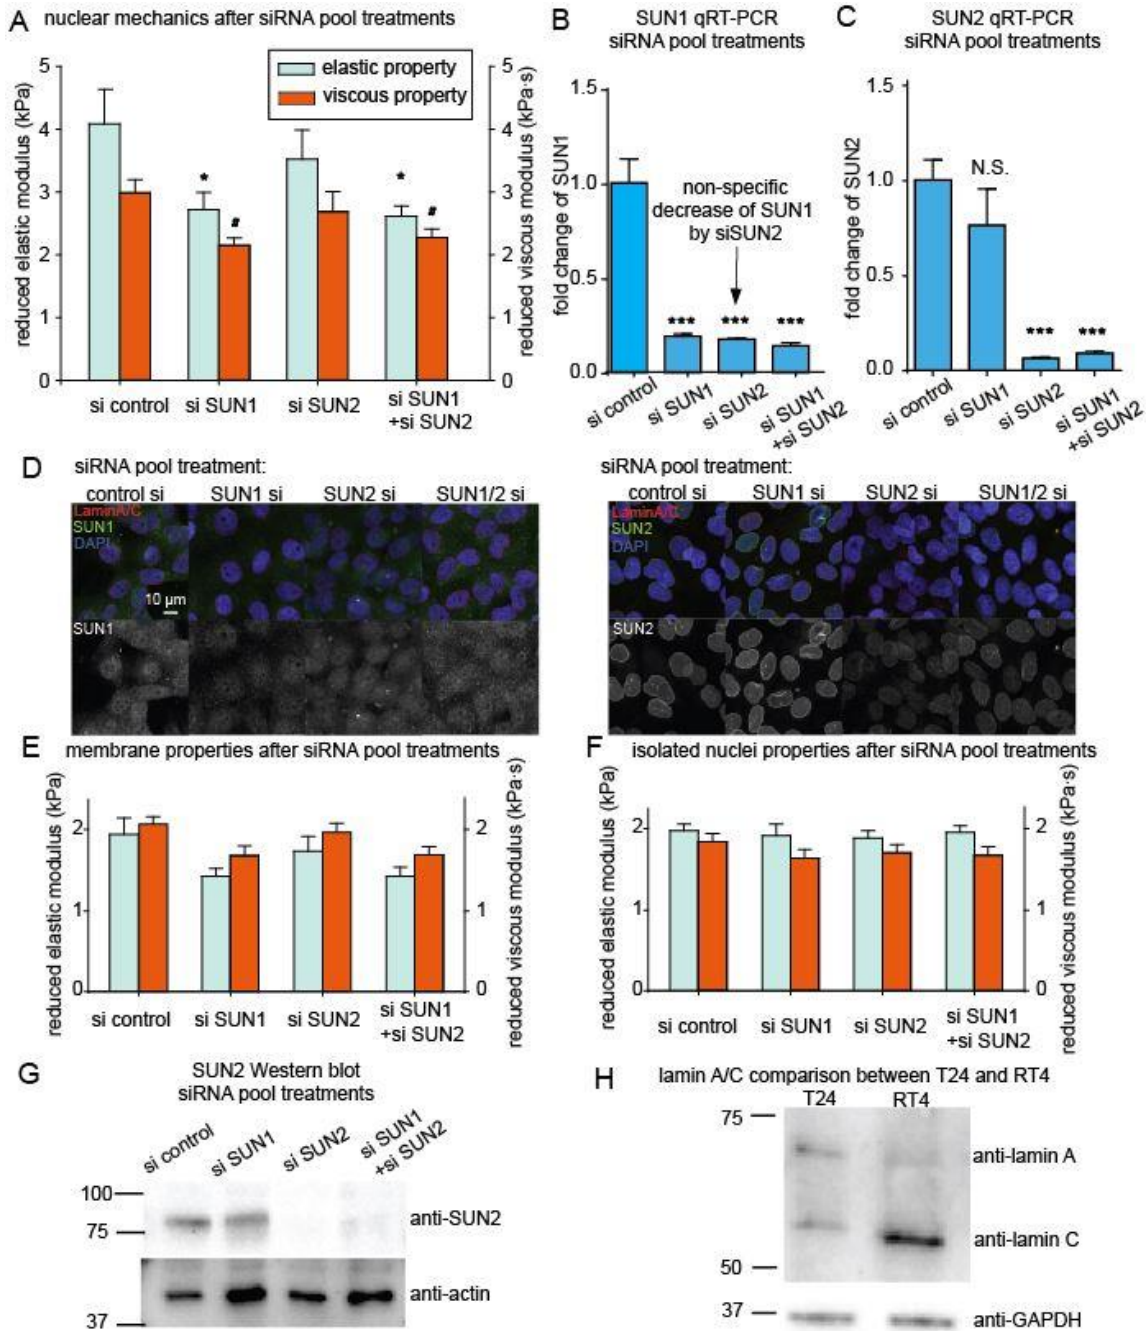 A nuclear mechanics after siRNA pool treatments
elastic property
viscous property
reduced elastic modulus (kPa)
reduced viscous modulus (kPa·s)
5
4
3
2
1
0
5
4
3
2
1
0
*
#
*
#
si control
si SUN1
si SUN2
si SUN1
+si SUN2
B SUN1 qRT-PCR
siRNA pool treatments
fold change of SUN1
1.5
1.0
0.5
0.0
non-specific
decrease of SUN1
by siSUN2
***
***
***
si control
si SUN1
si SUN2
si SUN1
+si SUN2
C SUN2 qRT-PCR
siRNA pool treatments
fold change of SUN2
1.5
1.0
0.5
0.0
N.S.
***
***
si control
si SUN1
si SUN2
si SUN1
+si SUN2
D siRNA pool treatment:
control si SUN1 si SUN2 si SUN1/2 si
LaminA/C
SUN1
DAPI
10 µm
SUN1
siRNA pool treatment:
control si SUN1 si SUN2 si SUN1/2 si
LaminA/C
SUN2
DAPI
SUN2
E membrane properties after siRNA pool treatments
reduced elastic modulus (kPa)
reduced viscous modulus (kPa·s)
2
1
0
2
1
0
si control
si SUN1
si SUN2
si SUN1
+si SUN2
F isolated nuclei properties after siRNA pool treatments
reduced elastic modulus (kPa)
reduced viscous modulus (kPa·s)
2
1
0
2
1
0
si control
si SUN1
si SUN2
si SUN1
+si SUN2
G SUN2 Western blot
siRNA pool treatments
si control
si SUN1
si SUN2
si SUN1
+si SUN2
100
75
37
anti-SUN2
anti-actin
H lamin A/C comparison between T24 and RT4
T24 RT4
75
50
37
anti-lamin A
anti-lamin C
anti-GAPDH